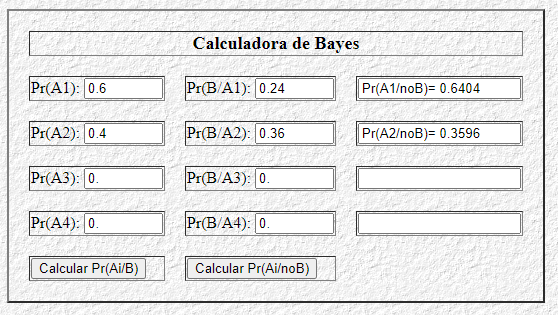 Calculadora de Bayes
Pr(A1): 0.6 Pr(B/A1): 0.24 Pr(A1/noB)= 0.6404
Pr(A2): 0.4 Pr(B/A2): 0.36 Pr(A2/noB)= 0.3596
Pr(A3): 0. Pr(B/A3): 0.
Pr(A4): 0. Pr(B/A4): 0.
Calcular Pr(Ai/B) Calcular Pr(Ai/noB)